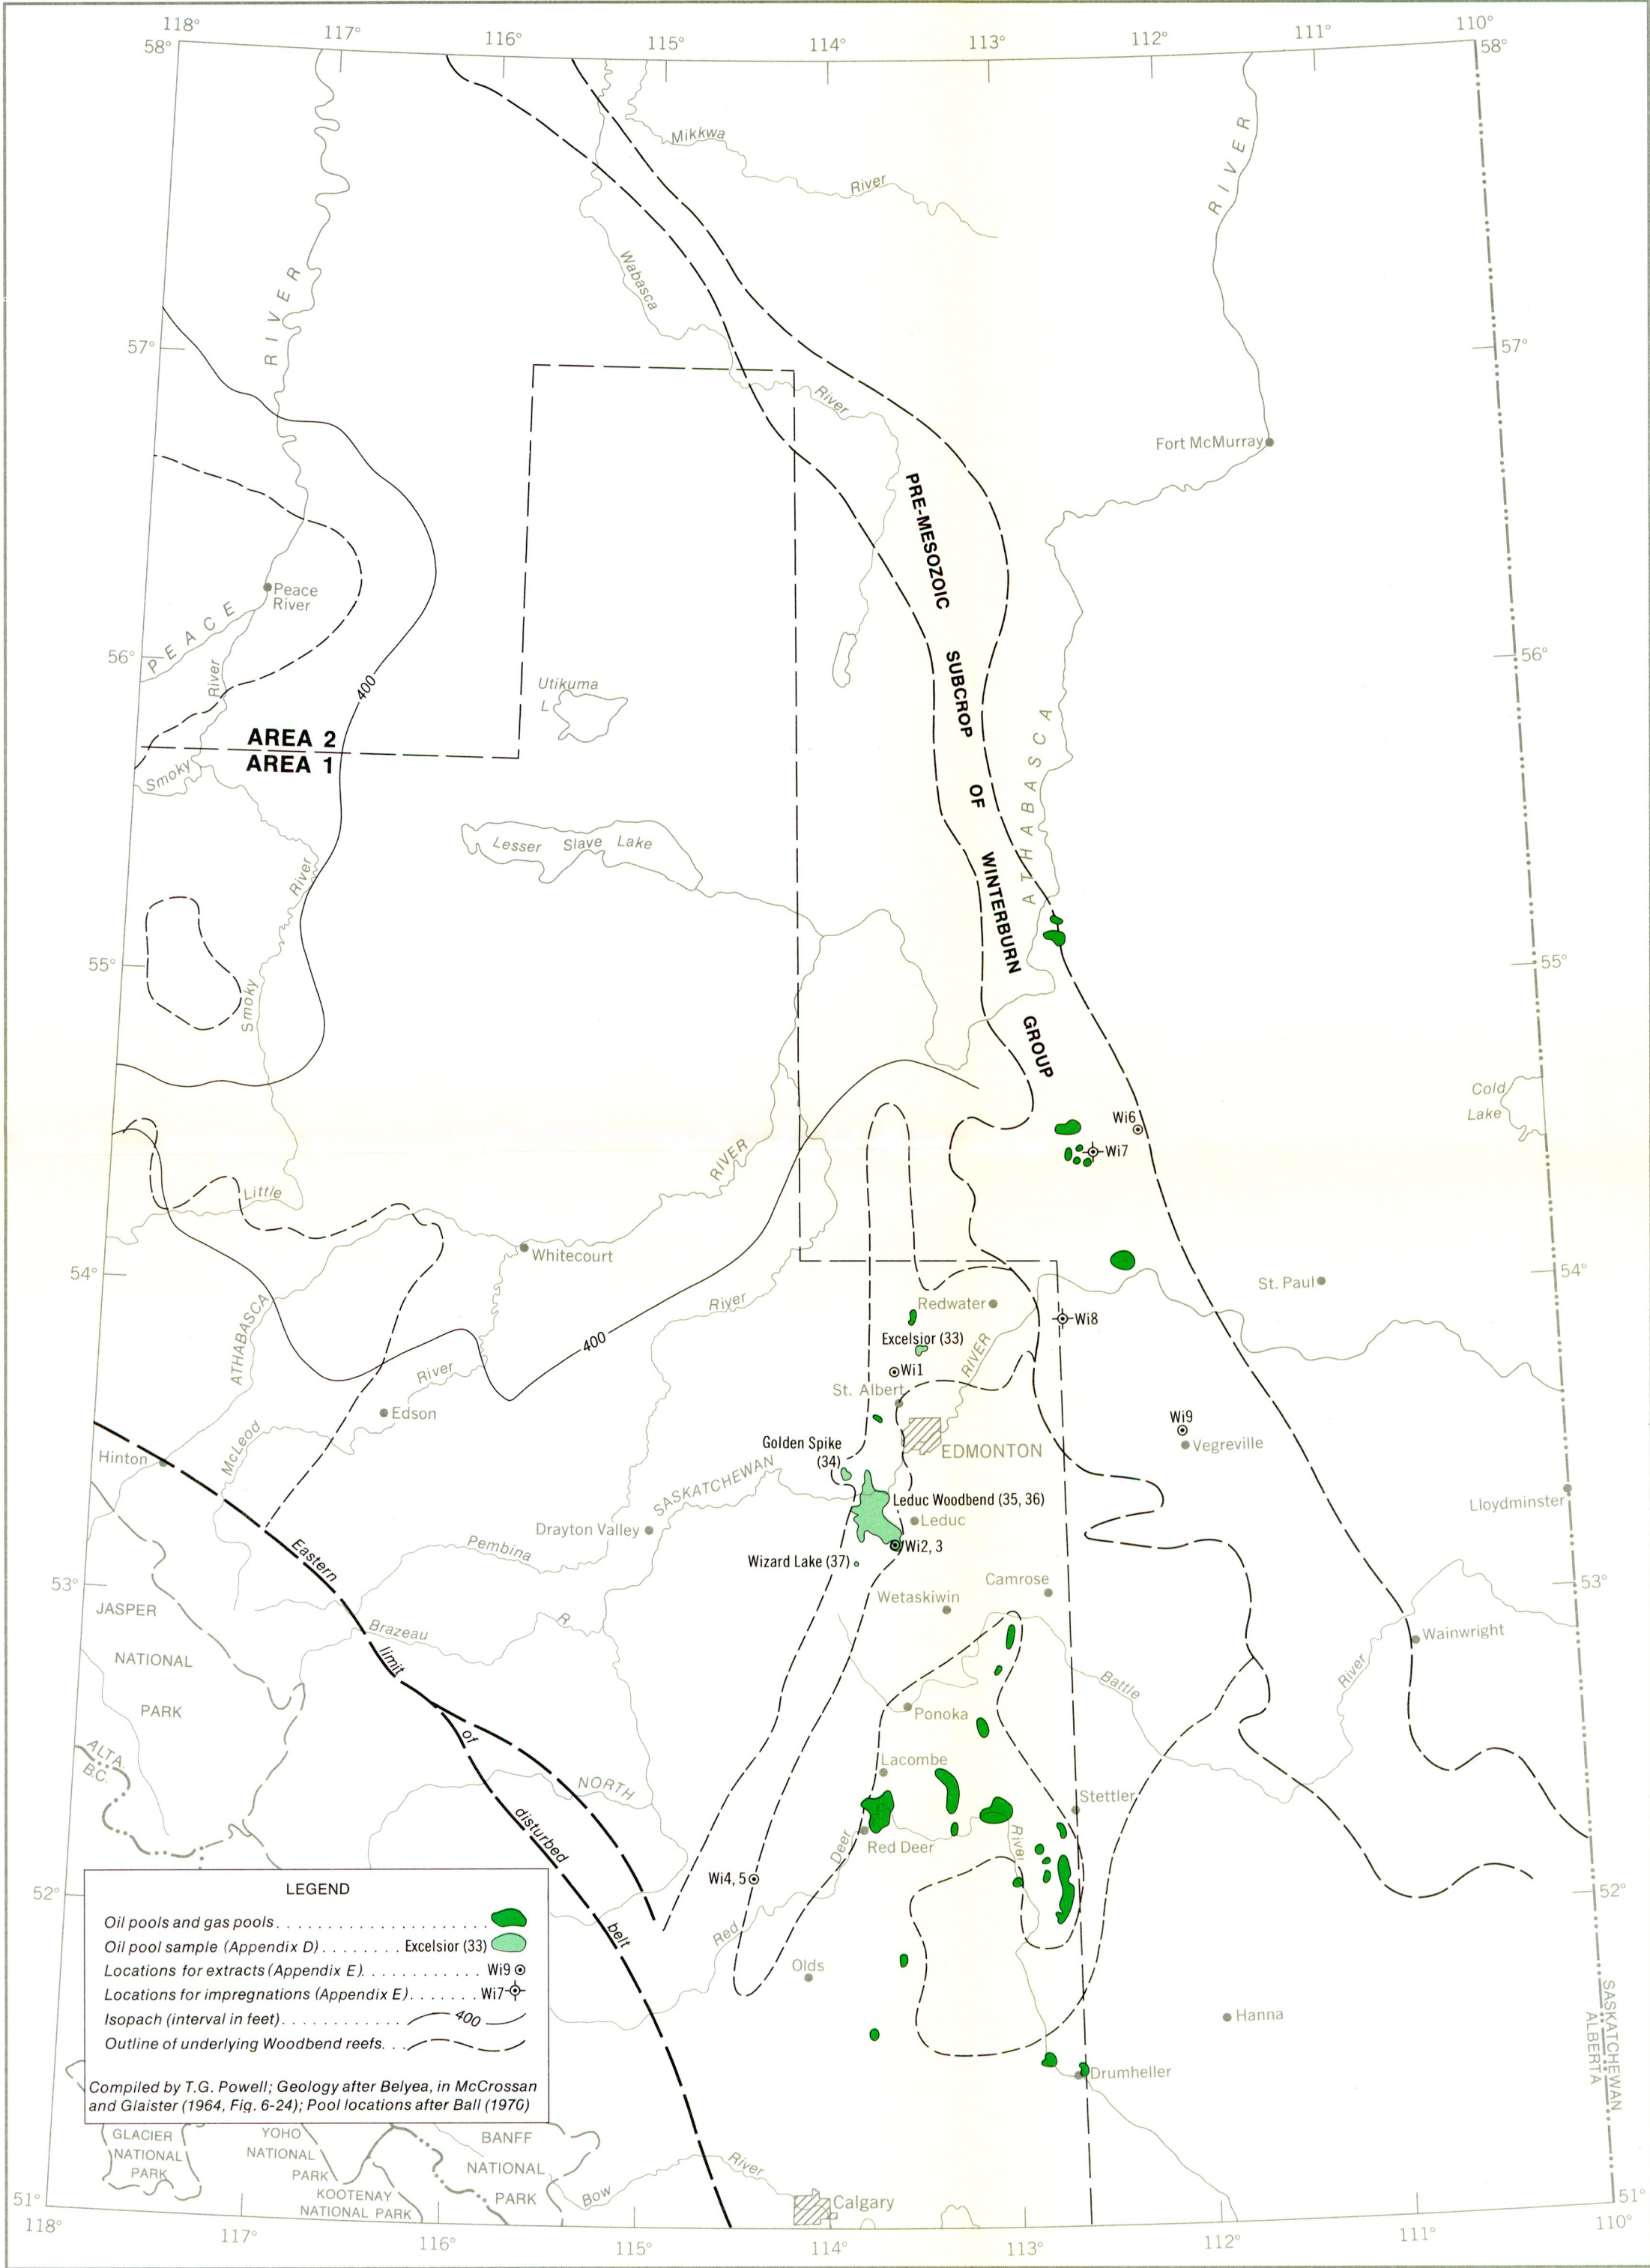 118°
117°
116°
115°
114°
113°
112°
111°
110°
58°
58°
Mikkwa
River
RIVER
Wabasca
RIVER
57°
57°
River
Fort McMurray
PRE-MESOZOIC
SUBCROP
OF
WINTERBURN
GROUP
Peace
River
PEACE
River
56°
56°
400
Utikuma
L
ATHABASCA
AREA 2
AREA 1
Smoky
Lesser Slave Lake
River
55°
55°
Smoky
Cold
Lake
Wi6
Wi7
RIVER
Little
Whitecourt
54°
54°
St. Paul
River
Redwater
Wi8
ATHABASCA
400
Excelsior (33)
RIVER
Wi1
River
St. Albert
Edson
Wi9
Vegreville
McLeod
Hinton
Golden Spike
(34)
EDMONTON
SASKATCHEWAN
Leduc Woodbend (35, 36)
Lloydminster
Drayton Valley
Leduc
Pembina
Wi2, 3
Wizard Lake (37)
Eastern
53°
53°
Camrose
Wetaskiwin
JASPER
NATIONAL
PARK
Brazeau
R.
limit
Wainwright
River
Battle
Ponoka
of
ALTA.
B.C.
Lacombe
NORTH
Stettler
disturbed
Deer
River
Red Deer
Wi4, 5
52°
52°
belt
Red
Olds
Hanna
SASKATCHEWAN
ALBERTA
Drumheller
LEGEND
Oil pools and gas pools
Oil pool sample (Appendix D) Excelsior (33)
Locations for extracts (Appendix E) Wi9
Locations for impregnations (Appendix E) Wi7
Isopach (interval in feet) 400
Outline of underlying Woodbend reefs
Compiled by T.G. Powell; Geology after Belyea, in McCrossan
and Glaister (1964, Fig. 6-24); Pool locations after Ball (1970)
GLACIER
NATIONAL
PARK
YOHO
NATIONAL
PARK
BANFF
NATIONAL
PARK
KOOTENAY
NATIONAL PARK
Bow
River
Calgary
51°
51°
118°
117°
116°
115°
114°
113°
112°
111°
110°